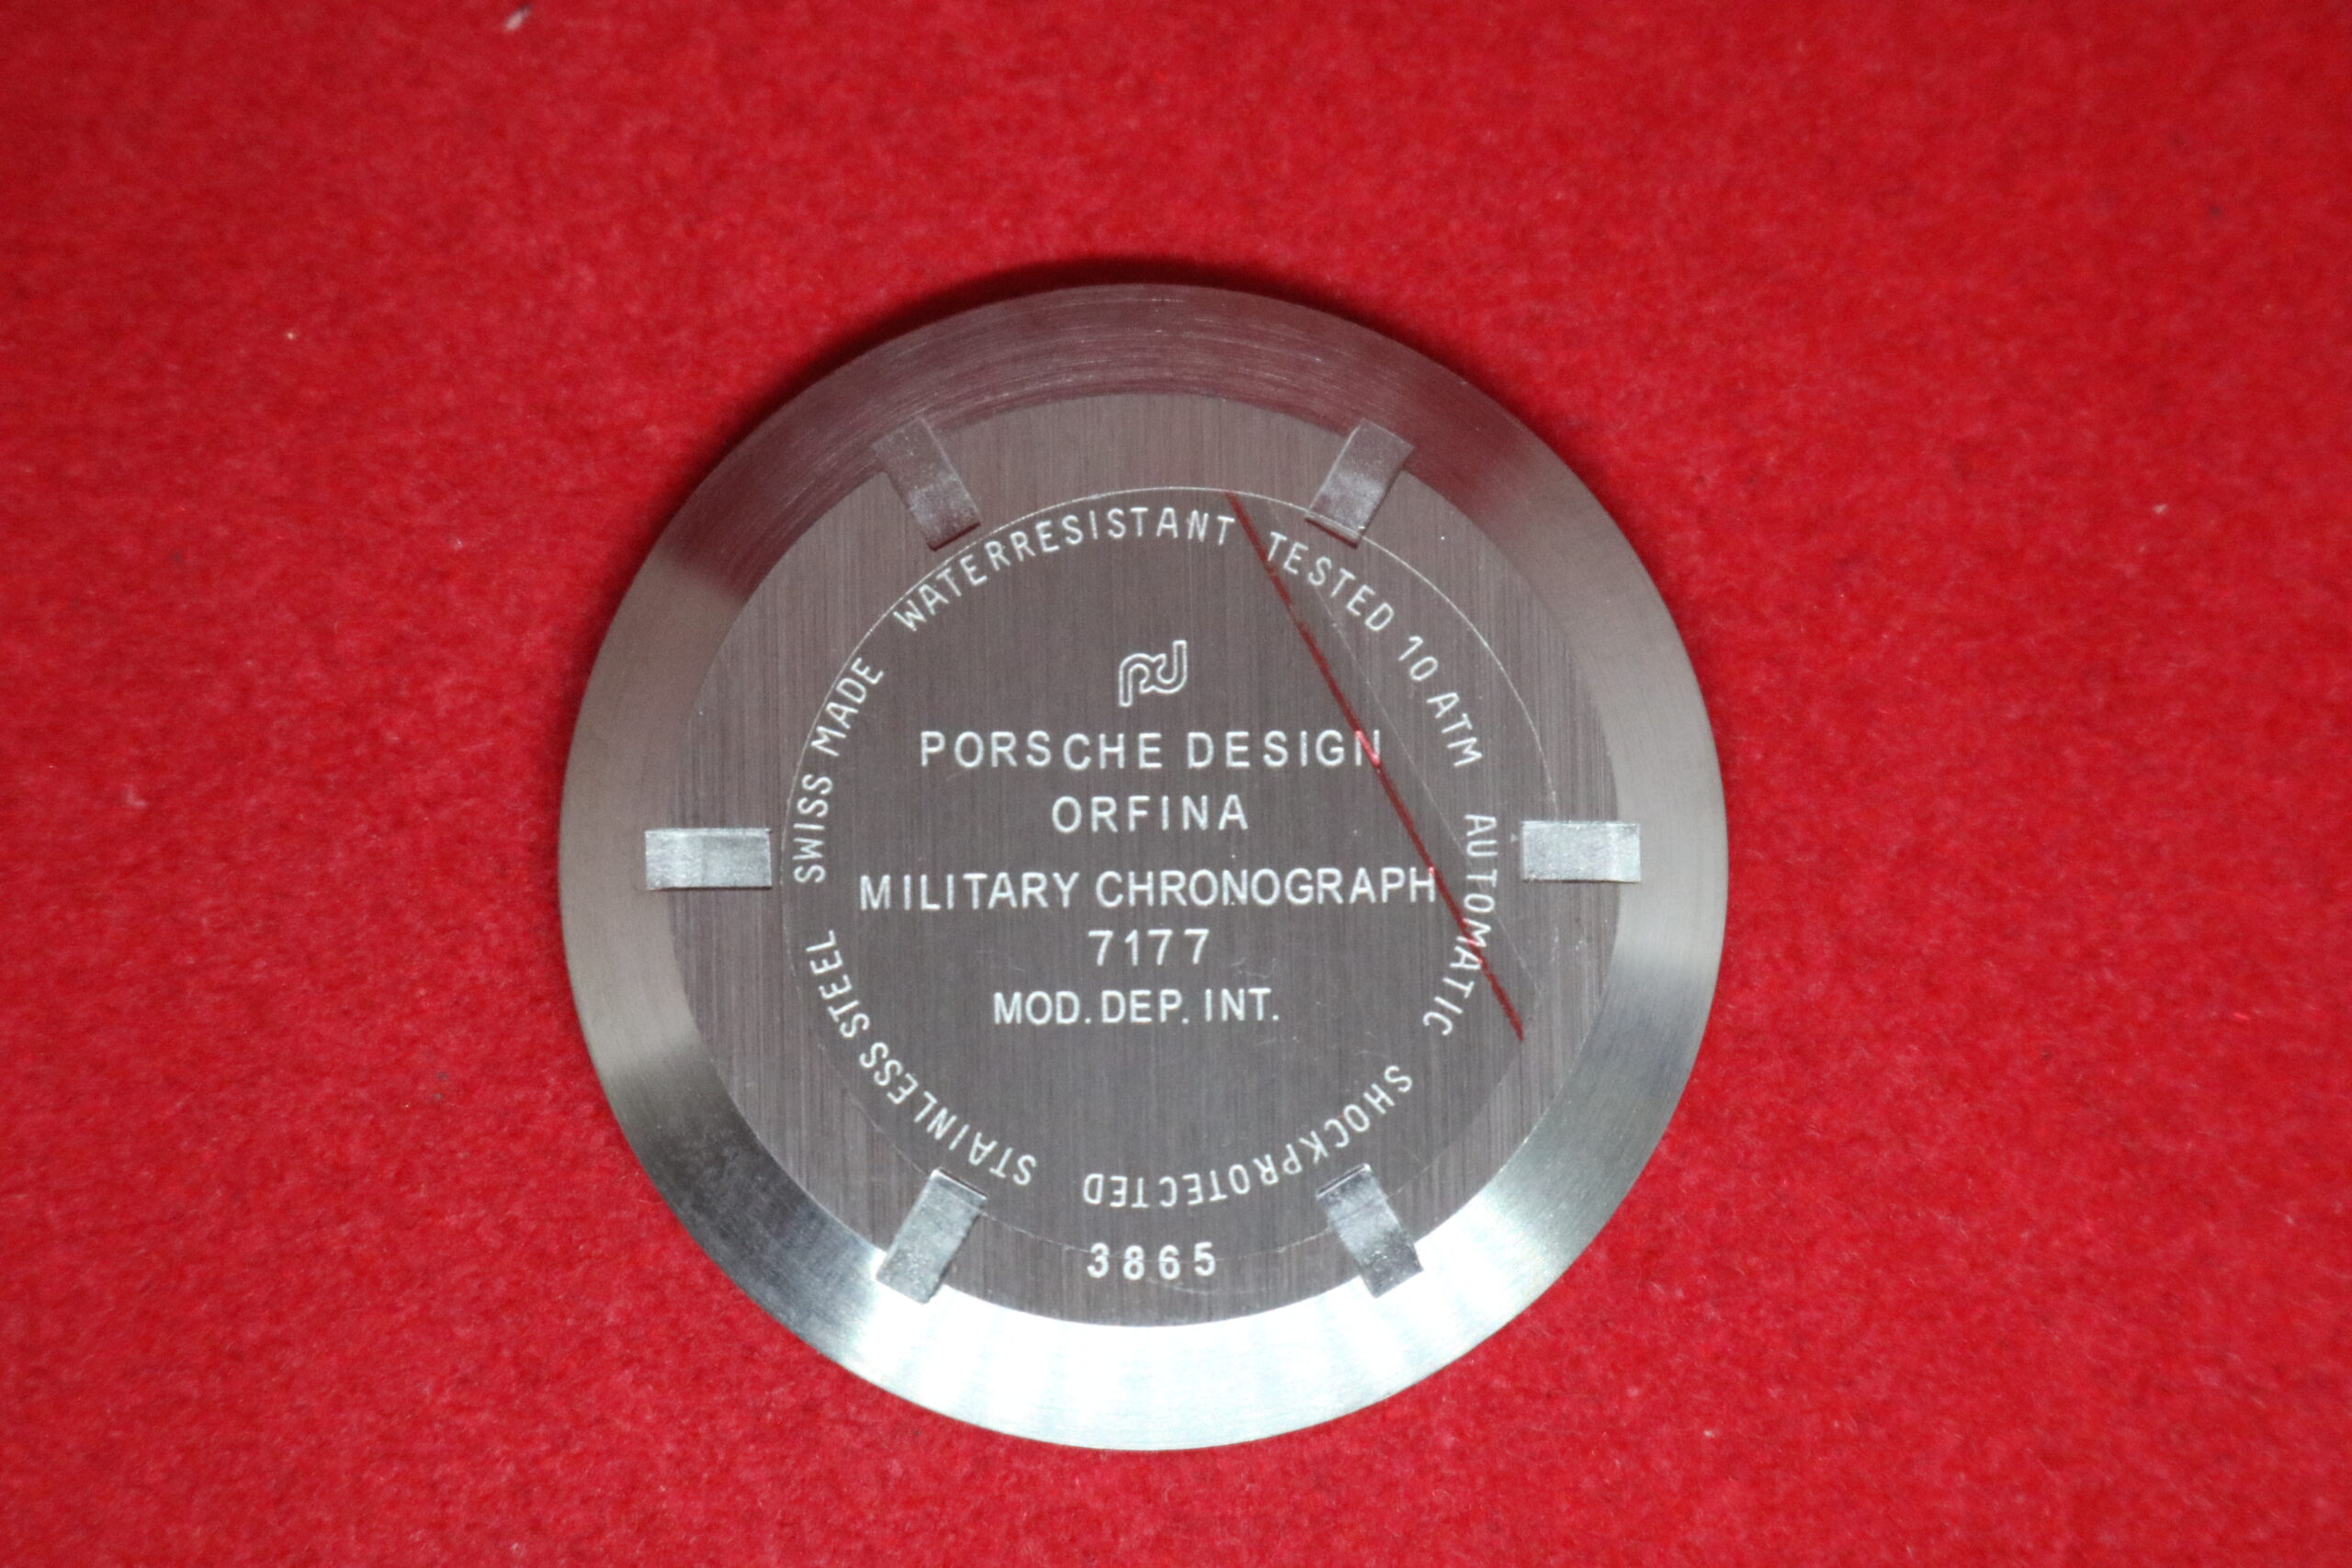 pd
PORSCHE DESIGN
ORFINA
MILITARY CHRONOGRAPH
7177
MOD. DEP. INT.
STAINLESS STEEL SWISS MADE WATERRESISTANT TESTED 10 ATM AUTOMATIC SHOCKPROTECTED
3865